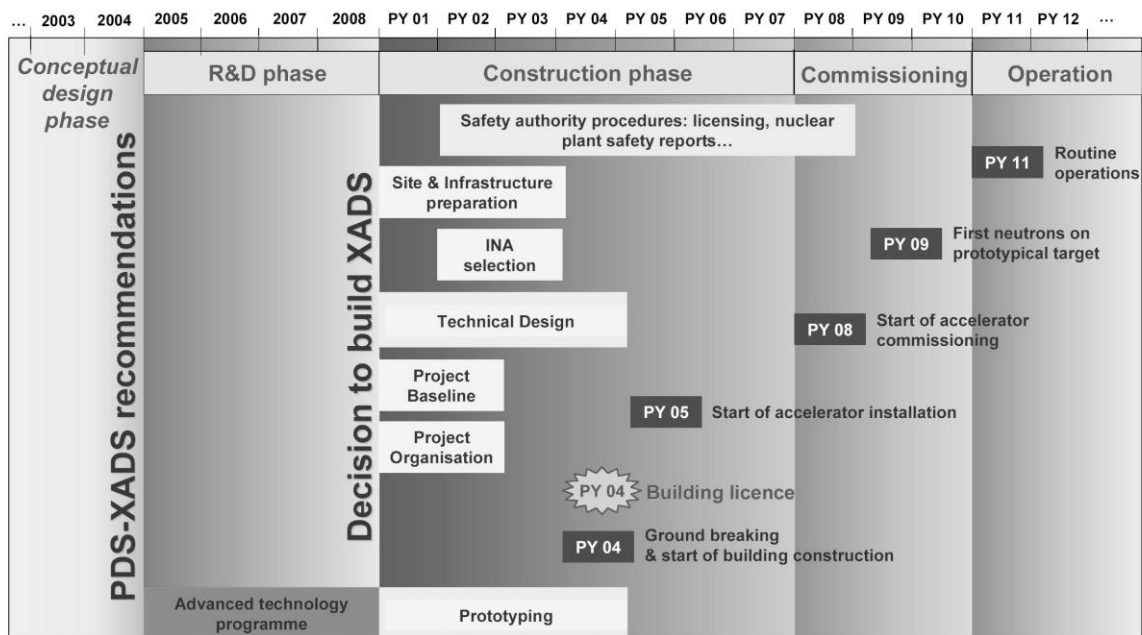 ... 2003 2004 2005 2006 2007 2008 PY 01 PY 02 PY 03 PY 04 PY 05 PY 06 PY 07 PY 08 PY 09 PY 10 PY 11 PY 12 ...
Conceptual
design
phase
R&D phase
Construction phase
Commissioning
Operation
PDS-XADS recommendations
Decision to build XADS
Safety authority procedures: licensing, nuclear
plant safety reports...
PY 11
Routine
operations
Site & Infrastructure
preparation
INA
selection
PY 09
First neutrons on
prototypical target
Technical Design
PY 08
Start of accelerator
commissioning
Project
Baseline
PY 05
Start of accelerator installation
Project
Organisation
PY 04
Building licence
PY 04
Ground breaking
& start of building construction
Advanced technology
programme
Prototyping